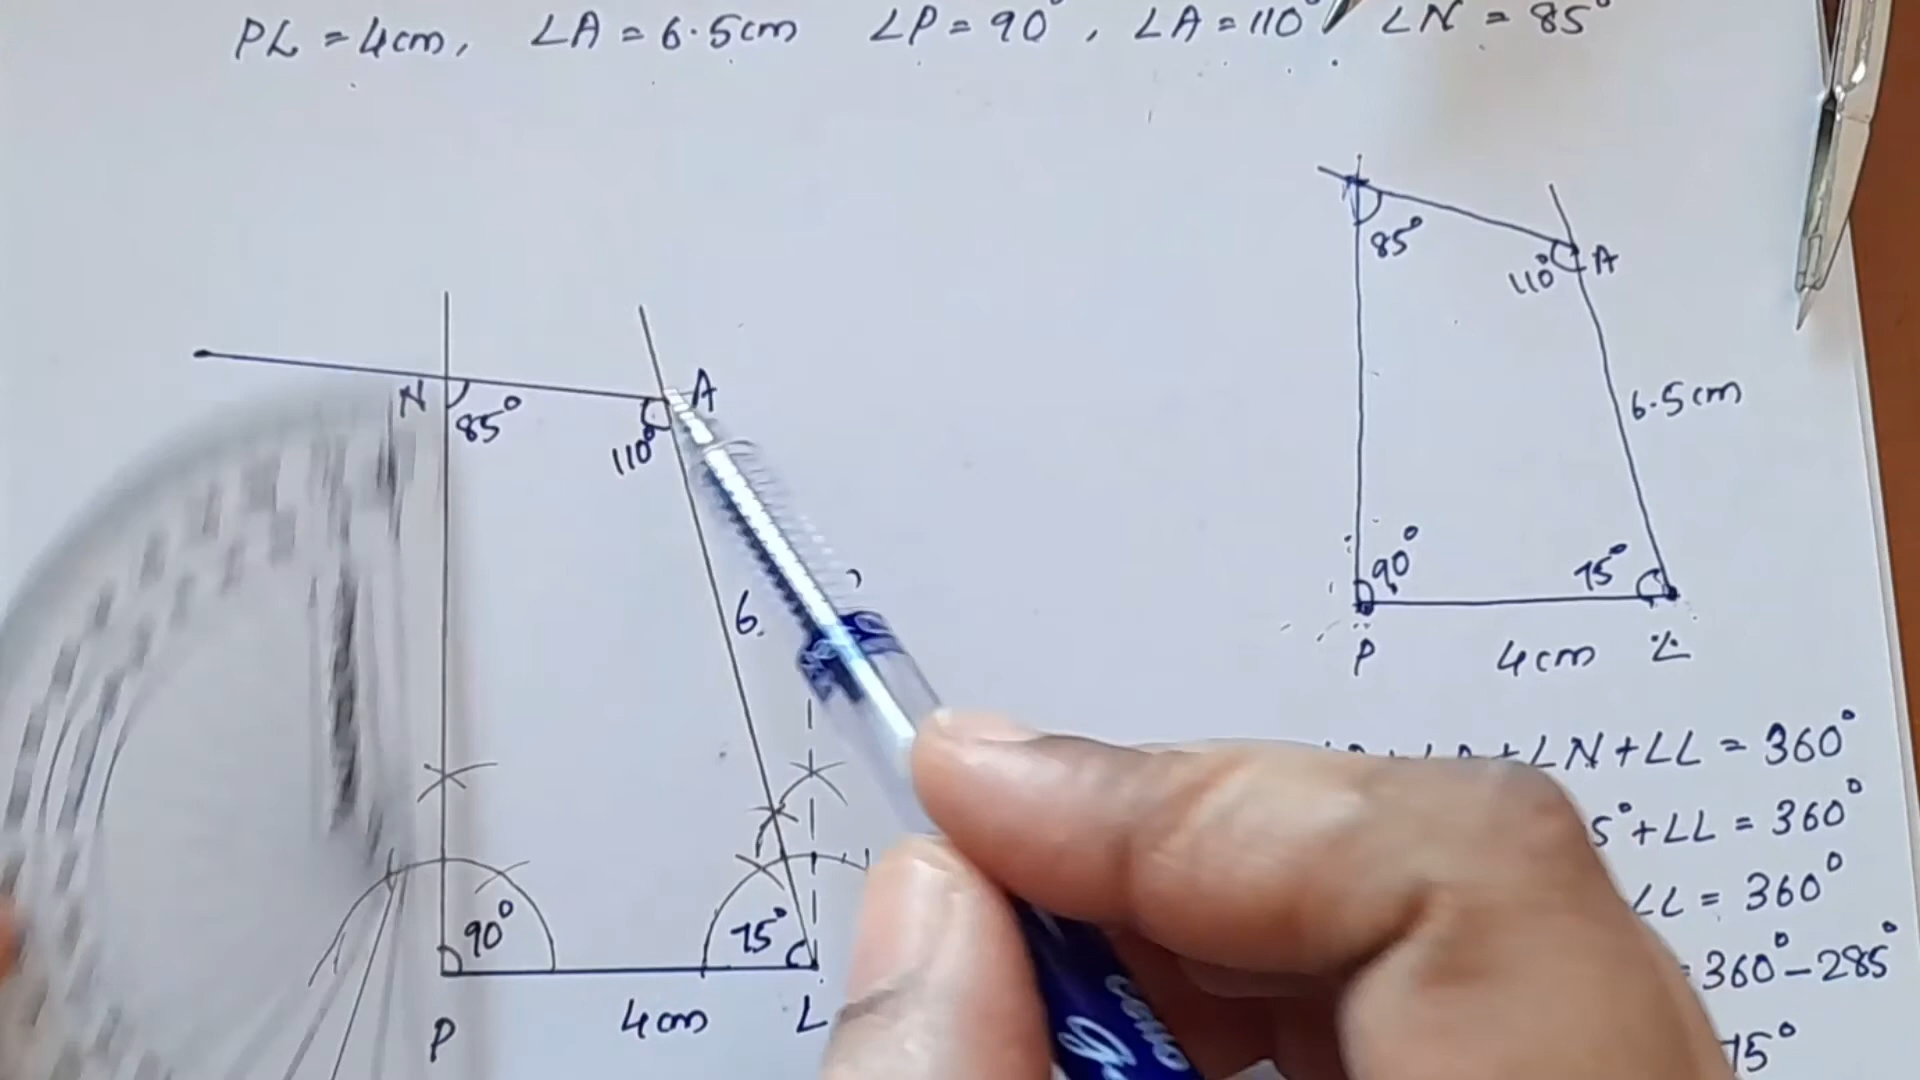 PL = 4cm, LA = 6.5cm ∠P = 90°, ∠A = 110° ∠N = 85°
N
85°
A
110°
6.
90°
75°
P
4cm
L
85°
110°
A
6.5cm
90°
75°
P
4cm
L
+∠N+∠L = 360°
5°+∠L = 360°
∠L = 360°
= 360°-285°
75°
cello